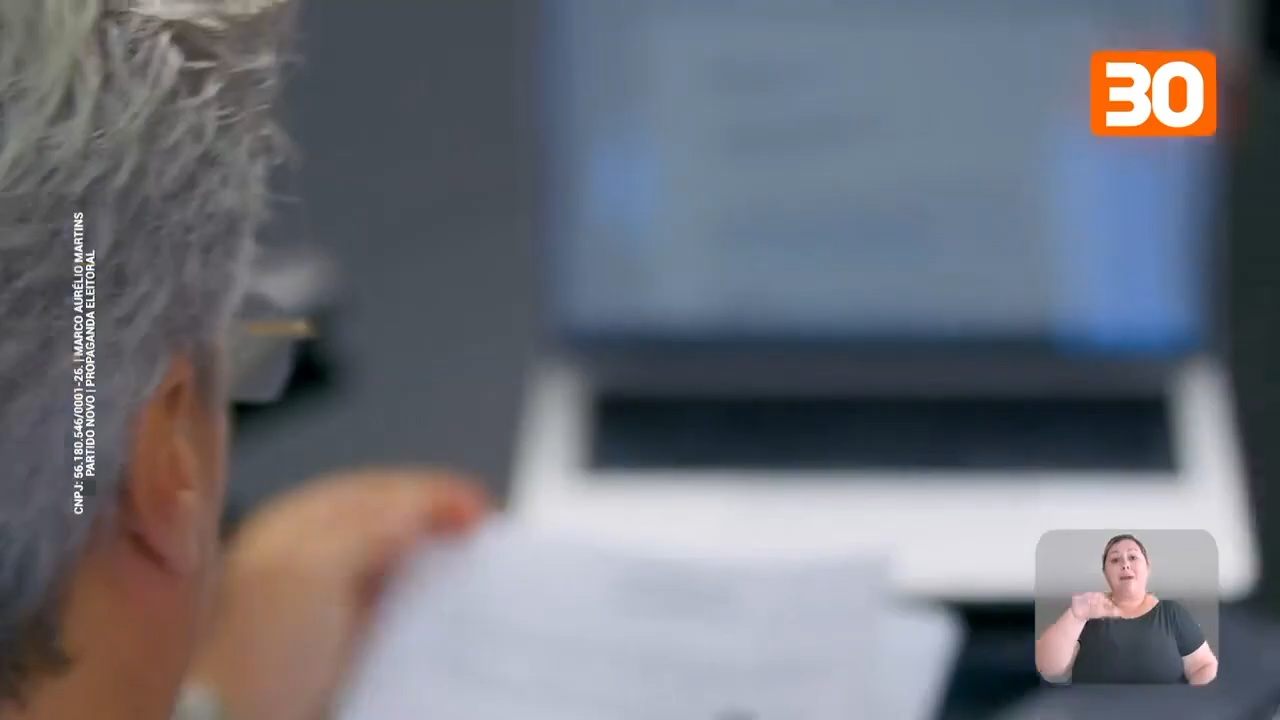 30
CNPJ: 56.180.546/0001-26. | MARCO AURÉLIO MARTINS
PARTIDO NOVO | PROPAGANDA ELEITORAL